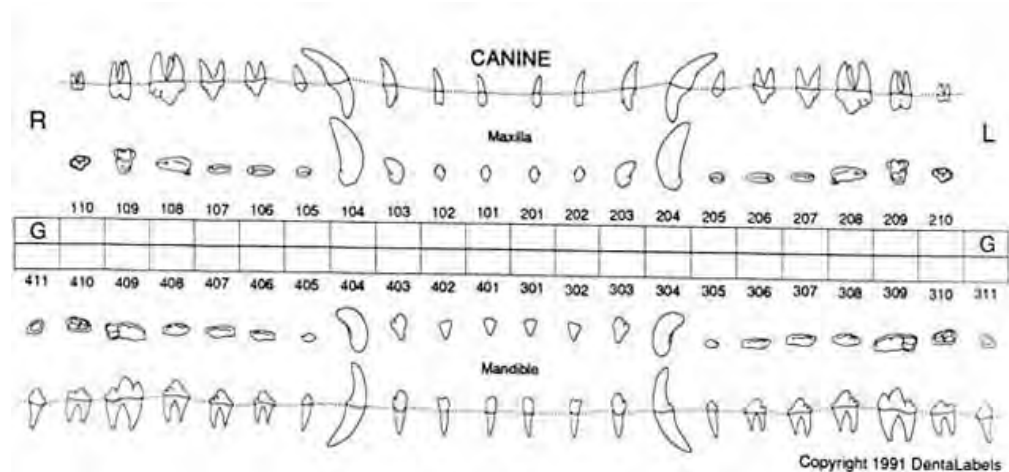 CANINE
R
Maxilla
L
110 109 108 107 106 105 104 103 102 101 201 202 203 204 205 206 207 208 209 210
G
G
411 410 409 408 407 406 405 404 403 402 401 301 302 303 304 305 306 307 308 309 310 311
Mandible
Copyright 1991 DentaLabels